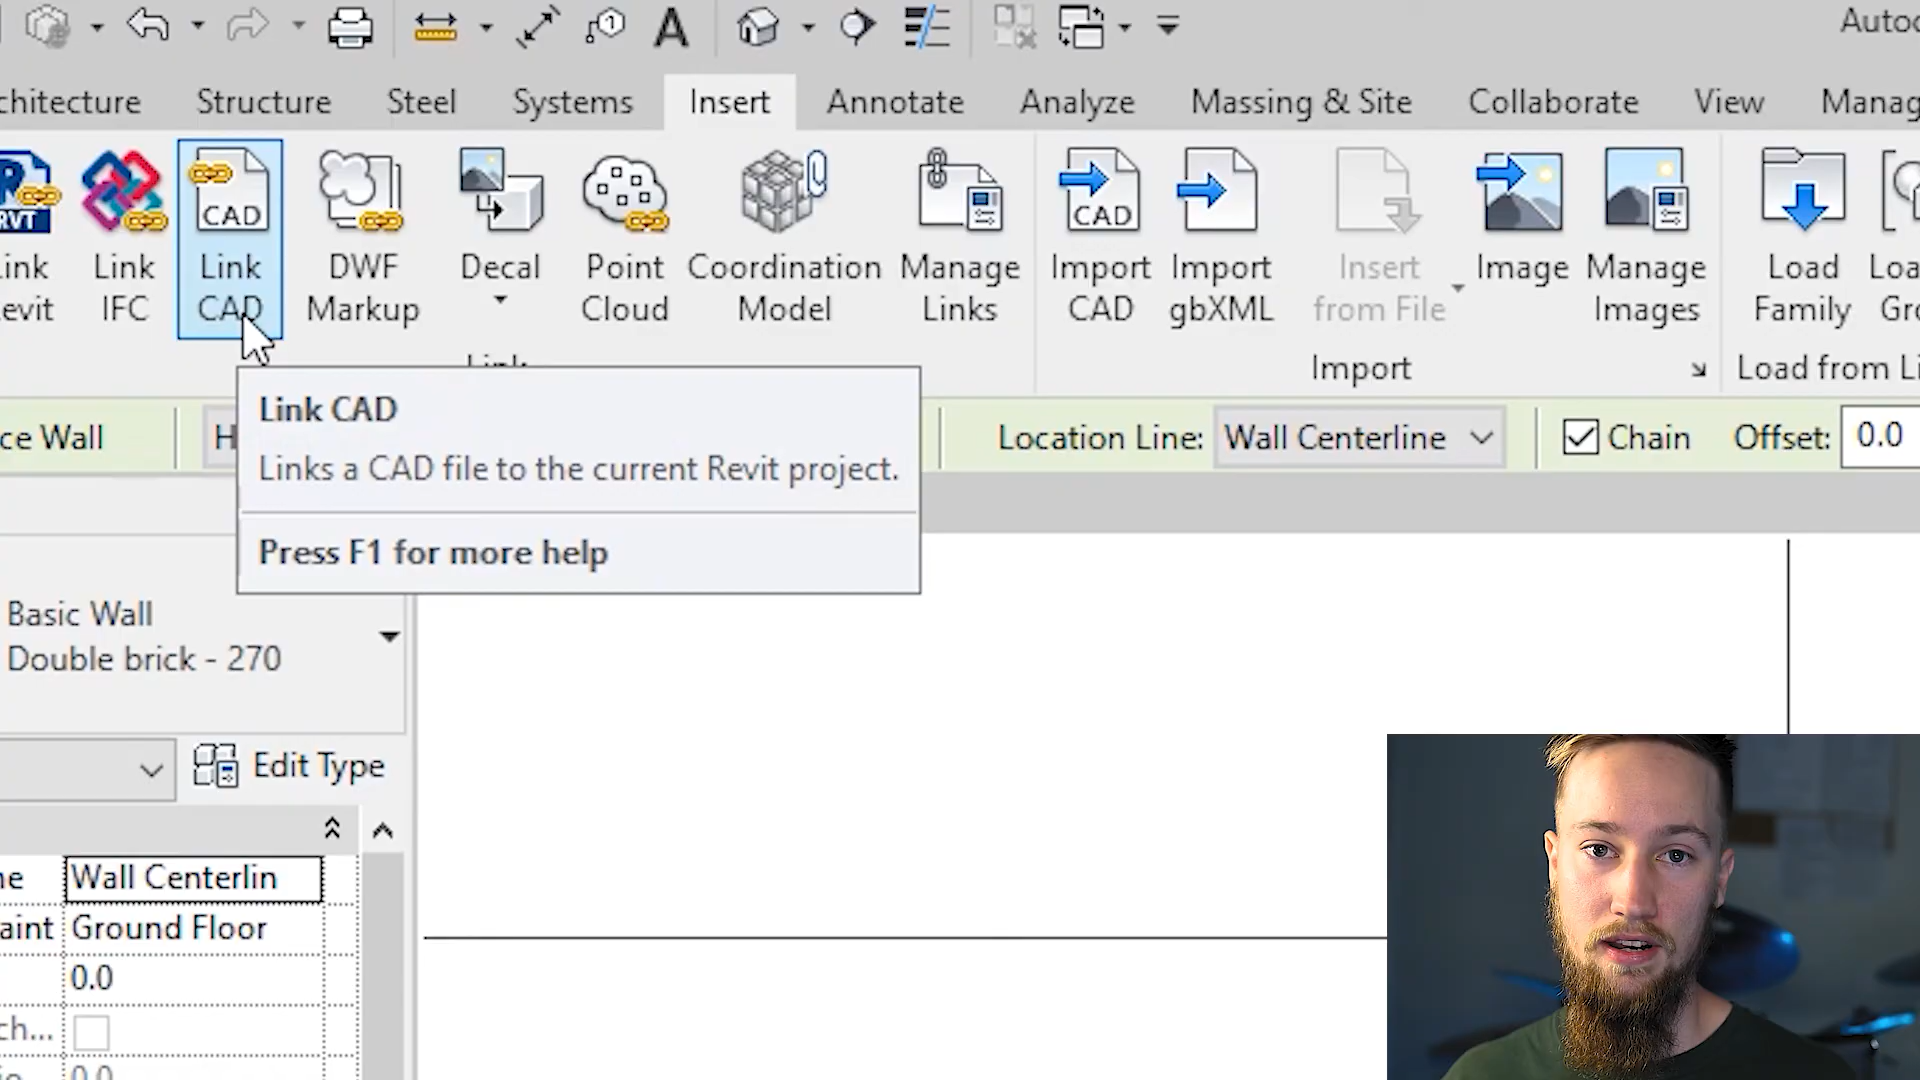 Autoc
chitecture Structure Steel Systems Insert Annotate Analyze Massing & Site Collaborate View Manag
RVT CAD CAD
Link IFC
Link CAD
DWF Markup
Decal
Point Cloud
Coordination Model
Manage Links
Import CAD
Import gbXML
Insert from File
Image
Manage Images
Load Family
Loa Gro
ink evit
Import Load from Li
ce Wall H Location Line: Wall Centerline Chain Offset: 0.0
Link CAD
Links a CAD file to the current Revit project.
Press F1 for more help
Basic Wall
Double brick - 270
Edit Type
ne Wall Centerlin
aint Ground Floor
0.0
ch...
0.0